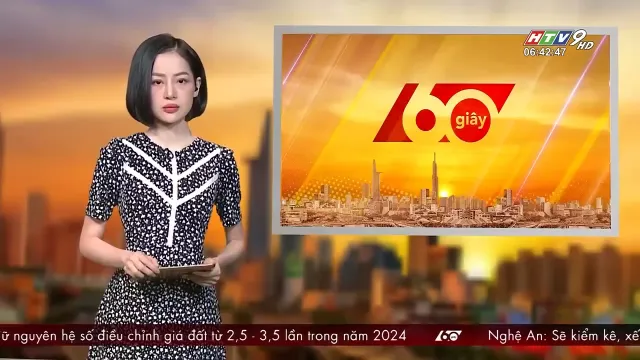 HTV9 HD
06:42:47
60 giây
ữ nguyên hệ số điều chỉnh giá đất từ 2,5 - 3,5 lần trong năm 2024 60 Nghệ An: Sẽ kiểm kê, xế